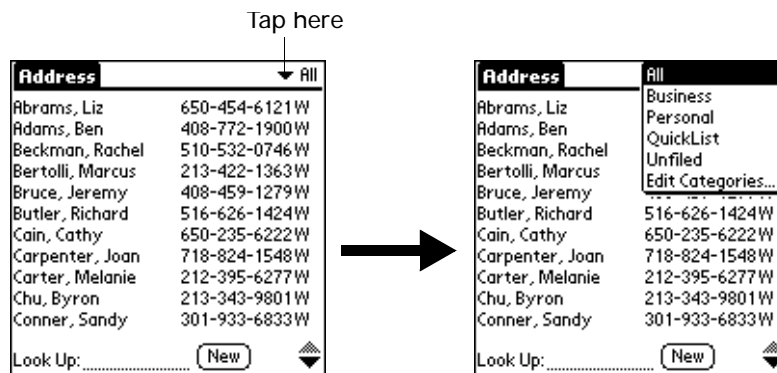 Tap here
Address All
Abrams, Liz 650-454-6121W
Adams, Ben 408-772-1900W
Beckman, Rachel 510-532-0746W
Bertolli, Marcus 213-422-1363W
Bruce, Jeremy 408-459-1279W
Butler, Richard 516-626-1424W
Cain, Cathy 650-235-6222W
Carpenter, Joan 718-824-1548W
Carter, Melanie 212-395-6277W
Chu, Byron 213-343-9801W
Conner, Sandy 301-933-6833W
Look Up: New
Address All
Abrams, Liz Business
Adams, Ben Personal
Beckman, Rachel QuickList
Bertolli, Marcus Unfiled
Bruce, Jeremy Edit Categories...
Butler, Richard 516-626-1424W
Cain, Cathy 650-235-6222W
Carpenter, Joan 718-824-1548W
Carter, Melanie 212-395-6277W
Chu, Byron 213-343-9801W
Conner, Sandy 301-933-6833W
Look Up: New